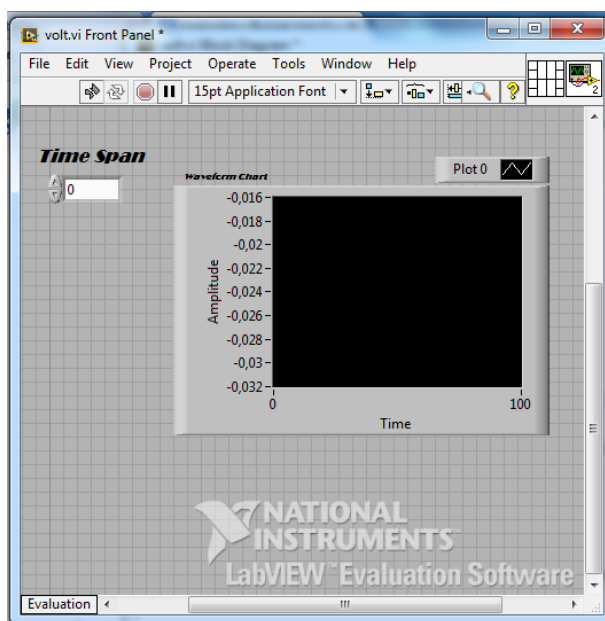 volt.vi Front Panel *
File Edit View Project Operate Tools Window Help
15pt Application Font
2
Time Span
0
Waveform Chart
Plot 0
-0,016
-0,018
-0,02
-0,022
-0,024
-0,026
-0,028
-0,03
-0,032
Amplitude
0 100
Time
NATIONAL
INSTRUMENTS
LabVIEW™ Evaluation Software
Evaluation